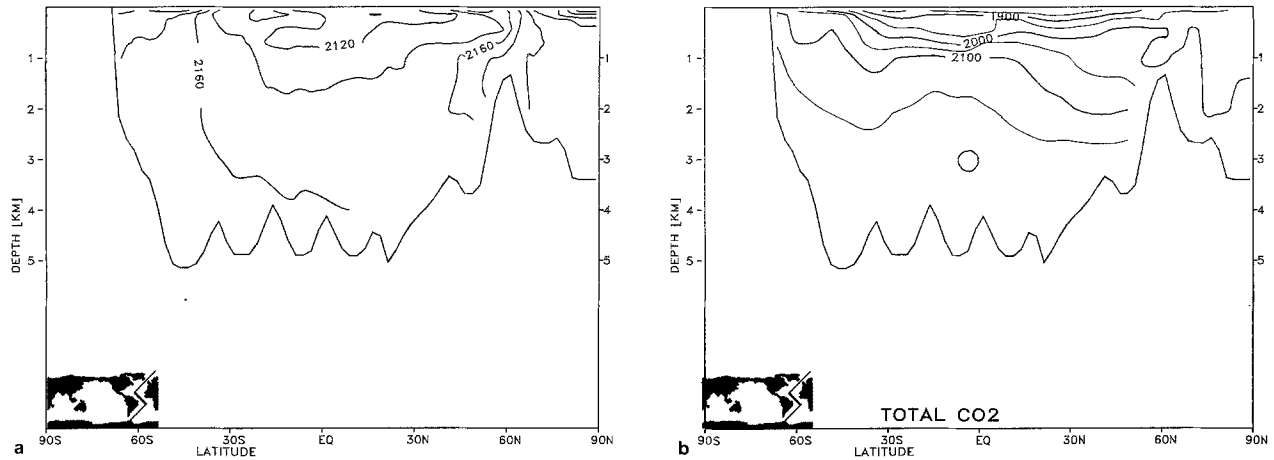 2120
2160
2160
1
2
3
4
5
1
2
3
4
5
DEPTH [KM]
90S
60S
30S
EQ
30N
60N
90N
LATITUDE
a
1900
2000
2100
1
2
3
4
5
1
2
3
4
5
DEPTH [KM]
TOTAL CO2
90S
60S
30S
EQ
30N
60N
90N
LATITUDE
b